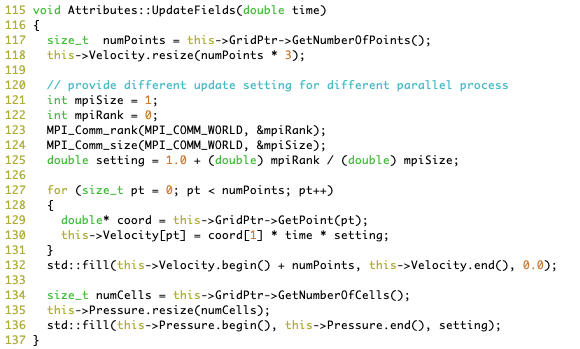 115 void Attributes::UpdateFields(double time)
116 {
117   size_t  numPoints = this->GridPtr->GetNumberOfPoints();
118   this->Velocity.resize(numPoints * 3);
119
120   // provide different update setting for different parallel process
121   int mpiSize = 1;
122   int mpiRank = 0;
123   MPI_Comm_rank(MPI_COMM_WORLD, &mpiRank);
124   MPI_Comm_size(MPI_COMM_WORLD, &mpiSize);
125   double setting = 1.0 + (double) mpiRank / (double) mpiSize;
126
127   for (size_t pt = 0; pt < numPoints; pt++)
128   {
129     double* coord = this->GridPtr->GetPoint(pt);
130     this->Velocity[pt] = coord[1] * time * setting;
131   }
132   std::fill(this->Velocity.begin() + numPoints, this->Velocity.end(), 0.0);
133
134   size_t numCells = this->GridPtr->GetNumberOfCells();
135   this->Pressure.resize(numCells);
136   std::fill(this->Pressure.begin(), this->Pressure.end(), setting);
137 }